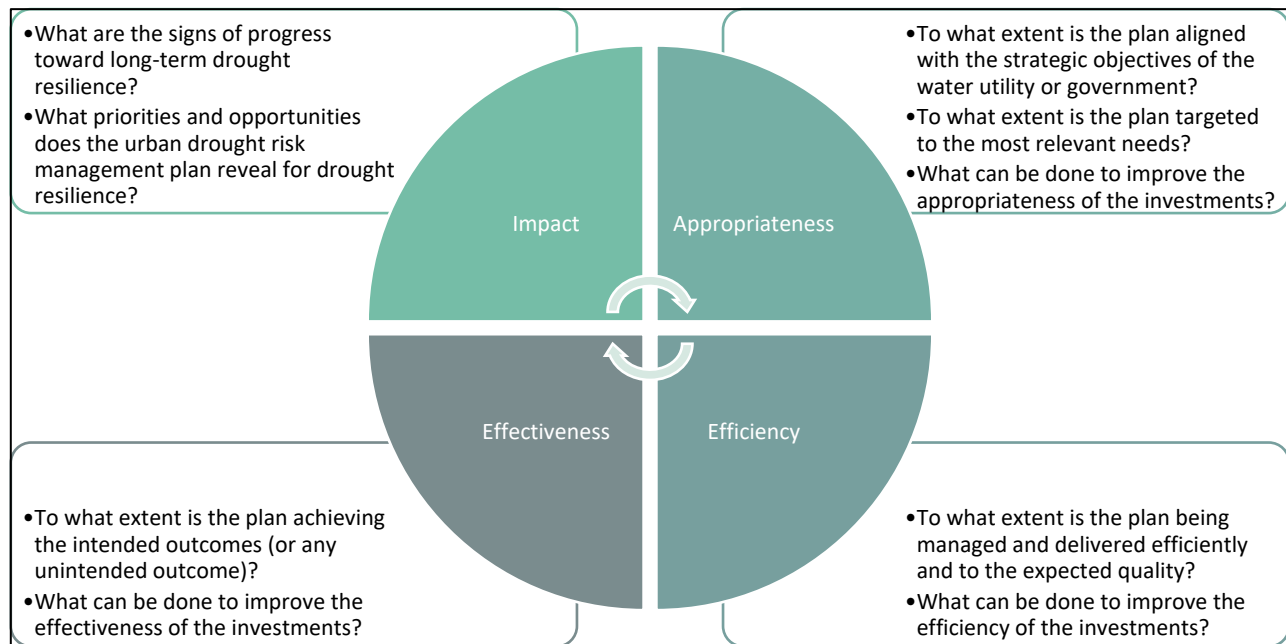 •What are the signs of progress
toward long-term drought
resilience?
•What priorities and opportunities
does the urban drought risk
management plan reveal for drought
resilience?
•To what extent is the plan aligned
with the strategic objectives of the
water utility or government?
•To what extent is the plan targeted
to the most relevant needs?
•What can be done to improve the
appropriateness of the investments?
Impact
Appropriateness
Effectiveness
Efficiency
•To what extent is the plan achieving
the intended outcomes (or any
unintended outcome)?
•What can be done to improve the
effectiveness of the investments?
•To what extent is the plan being
managed and delivered efficiently
and to the expected quality?
•What can be done to improve the
efficiency of the investments?